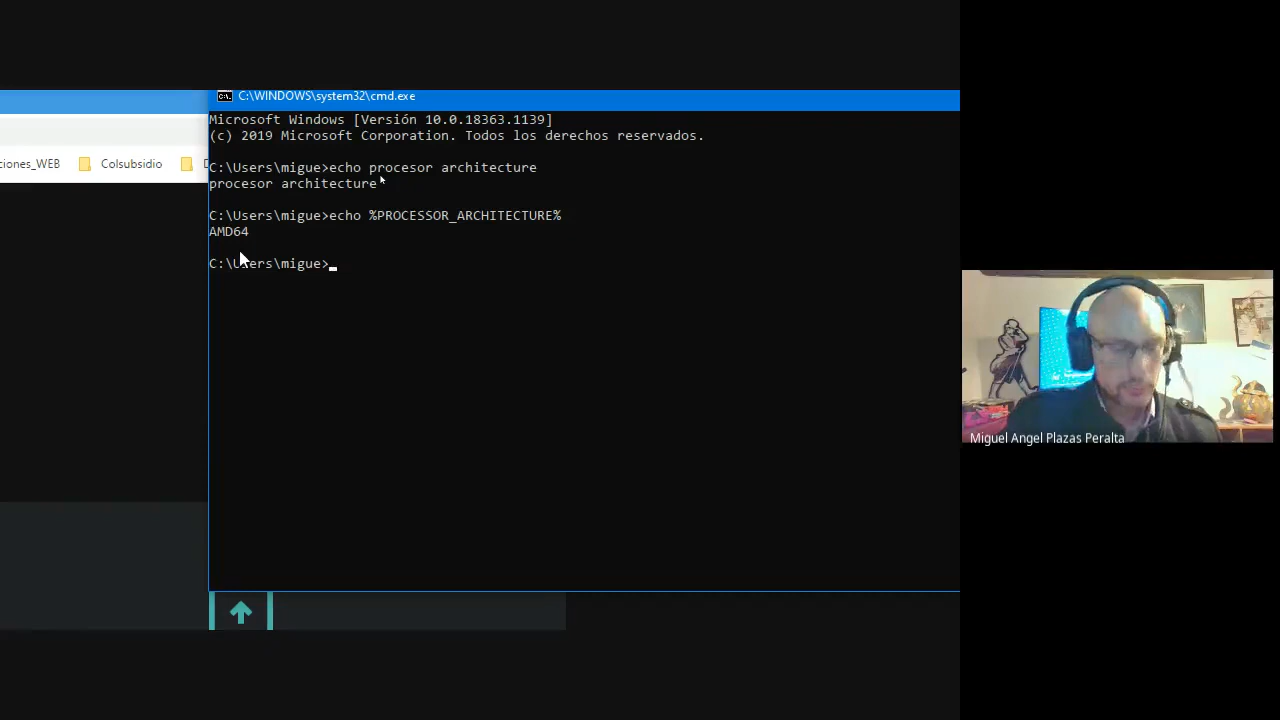 C:\WINDOWS\system32\cmd.exe
Microsoft Windows [Versión 10.0.18363.1139]
(c) 2019 Microsoft Corporation. Todos los derechos reservados.
ciones_WEB Colsubsidio
C:\Users\migue>echo procesor architecture
procesor architecture
C:\Users\migue>echo %PROCESSOR_ARCHITECTURE%
AMD64
C:\Users\migue>
Miguel Angel Plazas Peralta